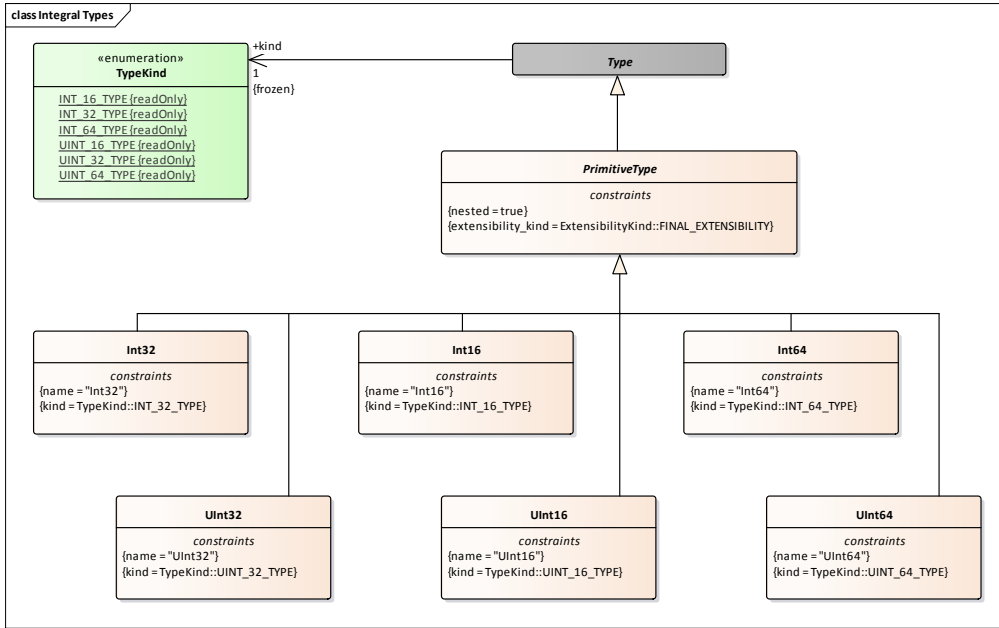 class Integral Types
«enumeration»
TypeKind
INT_16_TYPE {readOnly}
INT_32_TYPE {readOnly}
INT_64_TYPE {readOnly}
UINT_16_TYPE {readOnly}
UINT_32_TYPE {readOnly}
UINT_64_TYPE {readOnly}
+kind
1
{frozen}
Type
PrimitiveType
constraints
{nested = true}
{extensibility_kind = ExtensibilityKind::FINAL_EXTENSIBILITY}
Int32
constraints
{name = "Int32"}
{kind = TypeKind::INT_32_TYPE}
Int16
constraints
{name = "Int16"}
{kind = TypeKind::INT_16_TYPE}
Int64
constraints
{name = "Int64"}
{kind = TypeKind::INT_64_TYPE}
UInt32
constraints
{name = "UInt32"}
{kind = TypeKind::UINT_32_TYPE}
UInt16
constraints
{name = "UInt16"}
{kind = TypeKind::UINT_16_TYPE}
UInt64
constraints
{name = "UInt64"}
{kind = TypeKind::UINT_64_TYPE}